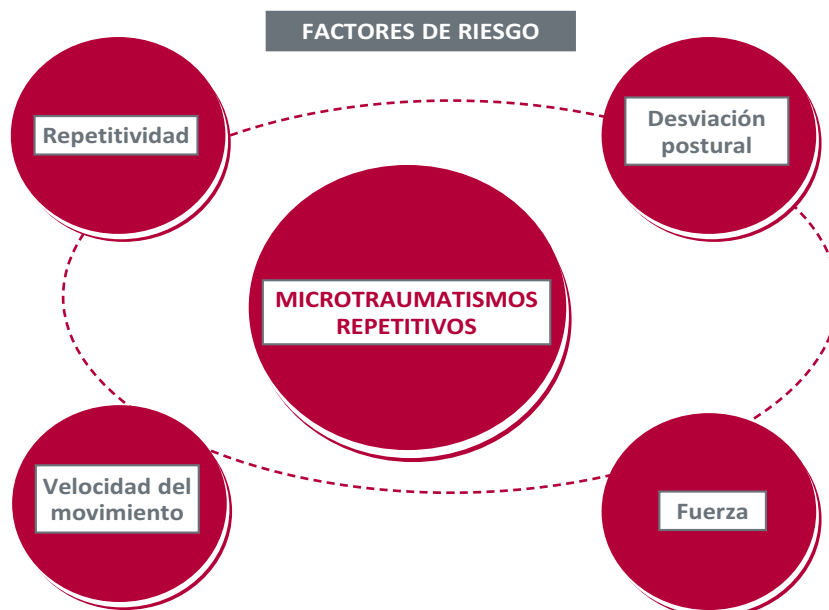 FACTORES DE RIESGO
Repetitividad
Desviación
postural
MICROTRAUMATISMOS
REPETITIVOS
Velocidad del
movimiento
Fuerza